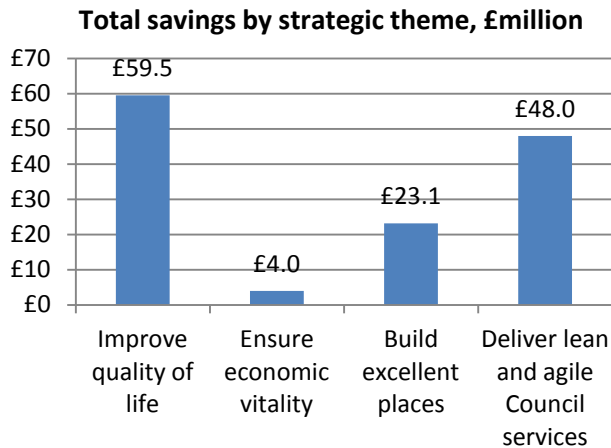 Total savings by strategic theme, £million
£70
£60
£50
£40
£30
£20
£10
£0
£59.5
£4.0
£23.1
£48.0
Improve
quality of
life
Ensure
economic
vitality
Build
excellent
places
Deliver lean
and agile
Council
services